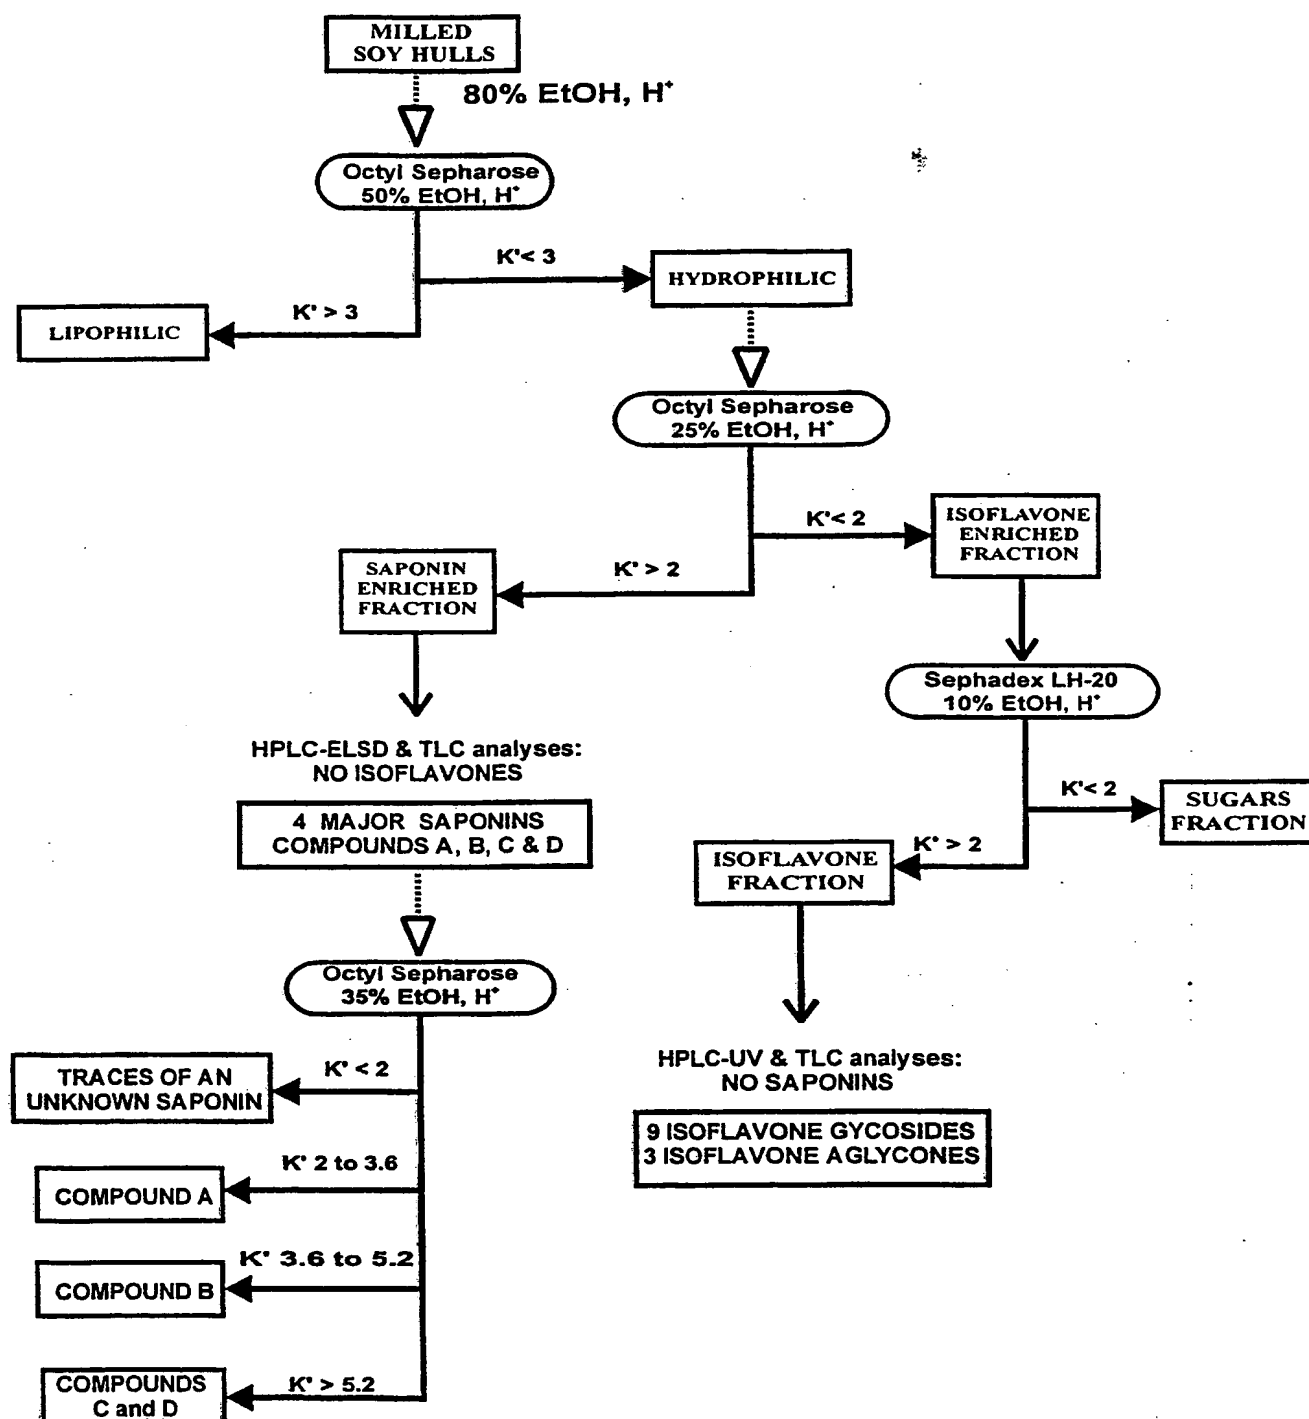 MILLED
SOY HULLS
80% EtOH, H⁺
Octyl Sepharose
50% EtOH, H⁺
K'< 3
HYDROPHILIC
K' > 3
LIPOPHILIC
Octyl Sepharose
25% EtOH, H⁺
K'< 2
ISOFLAVONE
ENRICHED
FRACTION
K' > 2
SAPONIN
ENRICHED
FRACTION
Sephadex LH-20
10% EtOH, H⁺
HPLC-ELSD & TLC analyses:
NO ISOFLAVONES
K'< 2
SUGARS
FRACTION
4 MAJOR SAPONINS
COMPOUNDS A, B, C & D
K' > 2
ISOFLAVONE
FRACTION
Octyl Sepharose
35% EtOH, H⁺
K' < 2
TRACES OF AN
UNKNOWN SAPONIN
HPLC-UV & TLC analyses:
NO SAPONINS
9 ISOFLAVONE GYCOSIDES
3 ISOFLAVONE AGLYCONES
K' 2 to 3.6
COMPOUND A
K' 3.6 to 5.2
COMPOUND B
K' > 5.2
COMPOUNDS
C and D